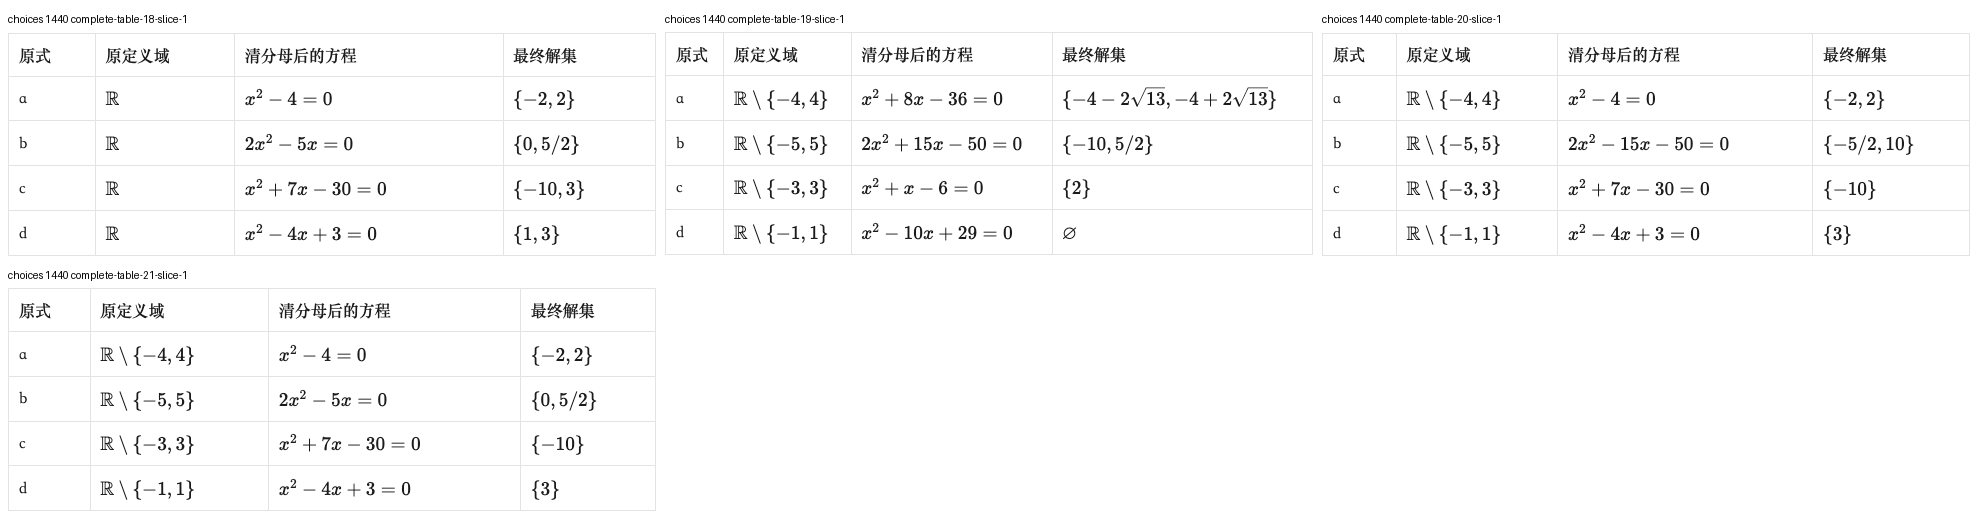 choices 1440 complete-table-18-slice-1
原式 原定义域 清分母后的方程 最终解集
a ℝ x² − 4 = 0 {−2, 2}
b ℝ 2x² − 5x = 0 {0, 5/2}
c ℝ x² + 7x − 30 = 0 {−10, 3}
d ℝ x² − 4x + 3 = 0 {1, 3}
choices 1440 complete-table-19-slice-1
原式 原定义域 清分母后的方程 最终解集
a ℝ \ {−4, 4} x² + 8x − 36 = 0 {−4 − 2√13, −4 + 2√13}
b ℝ \ {−5, 5} 2x² + 15x − 50 = 0 {−10, 5/2}
c ℝ \ {−3, 3} x² + x − 6 = 0 {2}
d ℝ \ {−1, 1} x² − 10x + 29 = 0 ∅
choices 1440 complete-table-20-slice-1
原式 原定义域 清分母后的方程 最终解集
a ℝ \ {−4, 4} x² − 4 = 0 {−2, 2}
b ℝ \ {−5, 5} 2x² − 15x − 50 = 0 {−5/2, 10}
c ℝ \ {−3, 3} x² + 7x − 30 = 0 {−10}
d ℝ \ {−1, 1} x² − 4x + 3 = 0 {3}
choices 1440 complete-table-21-slice-1
原式 原定义域 清分母后的方程 最终解集
a ℝ \ {−4, 4} x² − 4 = 0 {−2, 2}
b ℝ \ {−5, 5} 2x² − 5x = 0 {0, 5/2}
c ℝ \ {−3, 3} x² + 7x − 30 = 0 {−10}
d ℝ \ {−1, 1} x² − 4x + 3 = 0 {3}